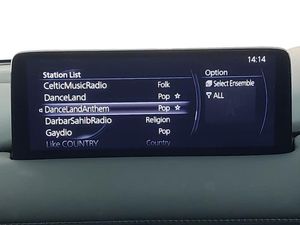 14:14
Station List
CelticMusicRadio Folk
DanceLand Pop
DanceLandAnthem Pop
DarbarSahibRadio Religion
Gaydio Pop
Like COUNTRY Country
Option
Select Ensemble
ALL